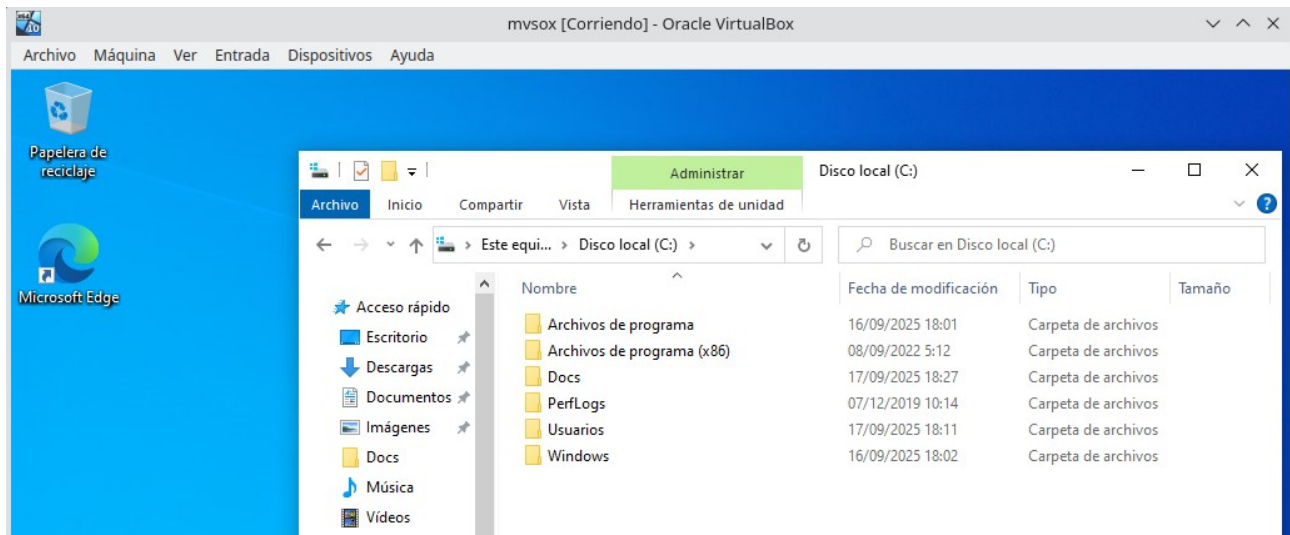 mvsox [Corriendo] - Oracle VirtualBox
Archivo Máquina Ver Entrada Dispositivos Ayuda
Papelera de
reciclaje
Microsoft Edge
Administrar Disco local (C:)
Archivo Inicio Compartir Vista Herramientas de unidad
Este equi... › Disco local (C:) › Buscar en Disco local (C:)
Nombre Fecha de modificación Tipo Tamaño
Acceso rápido
Escritorio
Descargas
Documentos
Imágenes
Docs
Música
Vídeos
Archivos de programa 16/09/2025 18:01 Carpeta de archivos
Archivos de programa (x86) 08/09/2022 5:12 Carpeta de archivos
Docs 17/09/2025 18:27 Carpeta de archivos
PerfLogs 07/12/2019 10:14 Carpeta de archivos
Usuarios 17/09/2025 18:11 Carpeta de archivos
Windows 16/09/2025 18:02 Carpeta de archivos